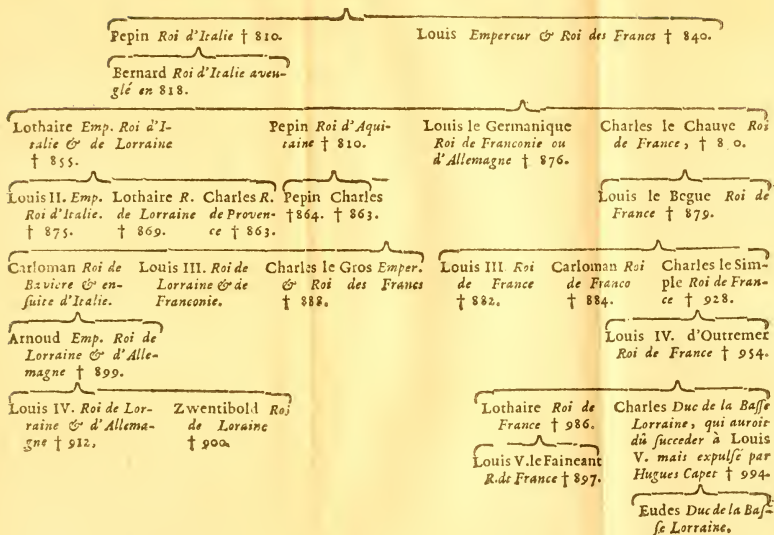 Pepin Roi d'Italie † 810.
Louis Empereur & Roi des Francs † 840.
Bernard Roi d'Italie aveu-
glé en 818.
Lothaire Emp. Roi d'I-
talie & de Lorraine
† 855.
Pepin Roi d'Aqui-
taine † 810.
Louis le Germanique
Roi de Franconie ou
d'Allemagne † 876.
Charles le Chauve Roi
de France, † 8 0.
Louis II. Emp.
Roi d'Italie.
† 875.
Lothaire R.
de Lorraine
† 869.
Charles R.
de Proven-
ce † 863.
Pepin
†864.
Charles
† 863.
Louis le Begue Roi de
France † 879.
Carloman Roi de
Baviere & en-
suite d'Italie.
Louis III. Roi de
Lorraine & de
Franconie.
Charles le Gros Emper.
& Roi des Francs
† 888.
Louis III Roi
de France
† 882.
Carloman Roi
de Franco
† 884.
Charles le Sim-
ple Roi de Fran-
ce † 928.
Arnoud Emp. Roi de
Lorraine & d'Alle-
magne † 899.
Louis IV. d'Outremer
Roi de France † 954.
Louis IV. Roi de Lor-
raine & d'Allema-
gne † 912,
Zwentibold Roi
de Loraine
† 900.
Lothaire Roi de
France † 986.
Charles Duc de la Basse
Lorraine, qui auroit
dû succeder à Louis
V. mais expulsé par
Hugues Capet † 994.
Louis V. le Faineant
R. de France † 897.
Eudes Duc de la Bas-
se Lorraine.